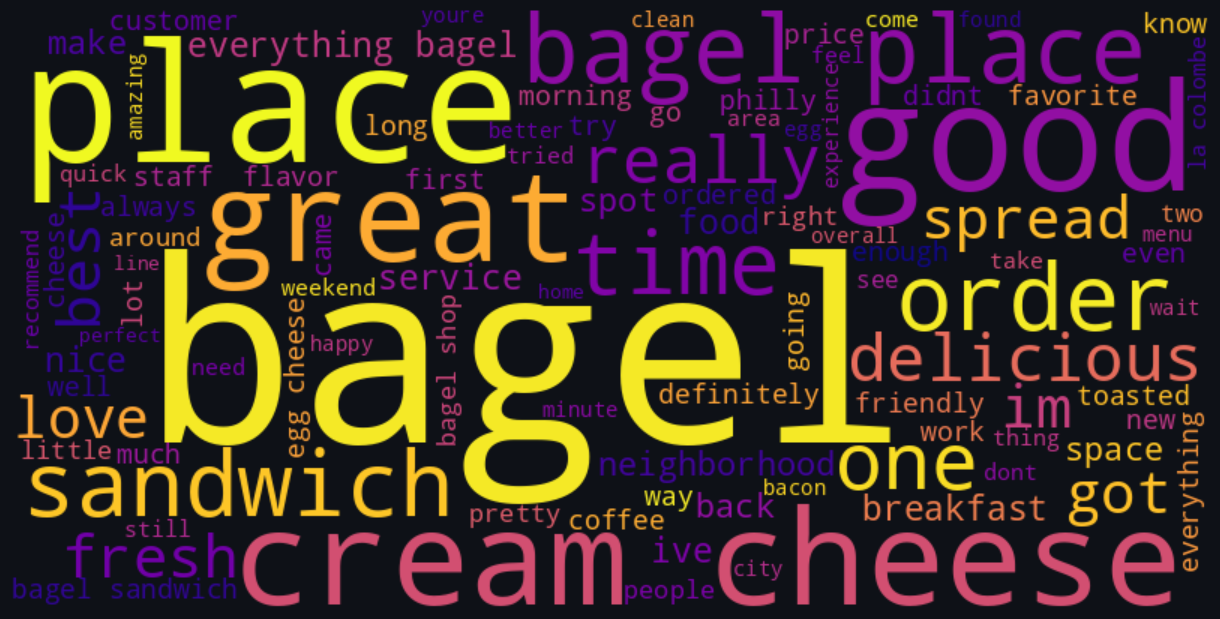 customer
youre
clean
come
found
know
make
everything bagel
bagel
price
place
feel
place
amazing
long
morning
go
philly
area
didnt
favorite
la colombe
better
try
egg
experience
good
quick
staff
flavor
tried
first
really
best
always
great
spot
ordered
food
right
spread
two
recommend
cheese
around
came
overall
menu
line
lot
service
time
enough
even
weekend
home
see
take
bagel
order
wait
perfect
egg cheese
happy
bagel shop
going
nice
need
delicious
well
love
minute
definitely
friendly
im
toasted
new
little
much
work
thing
space
everything
sandwich
neighborhood
one
dont
got
way
bacon
back
breakfast
still
pretty
coffee
fresh
cream cheese
ive
city
bagel sandwich
people